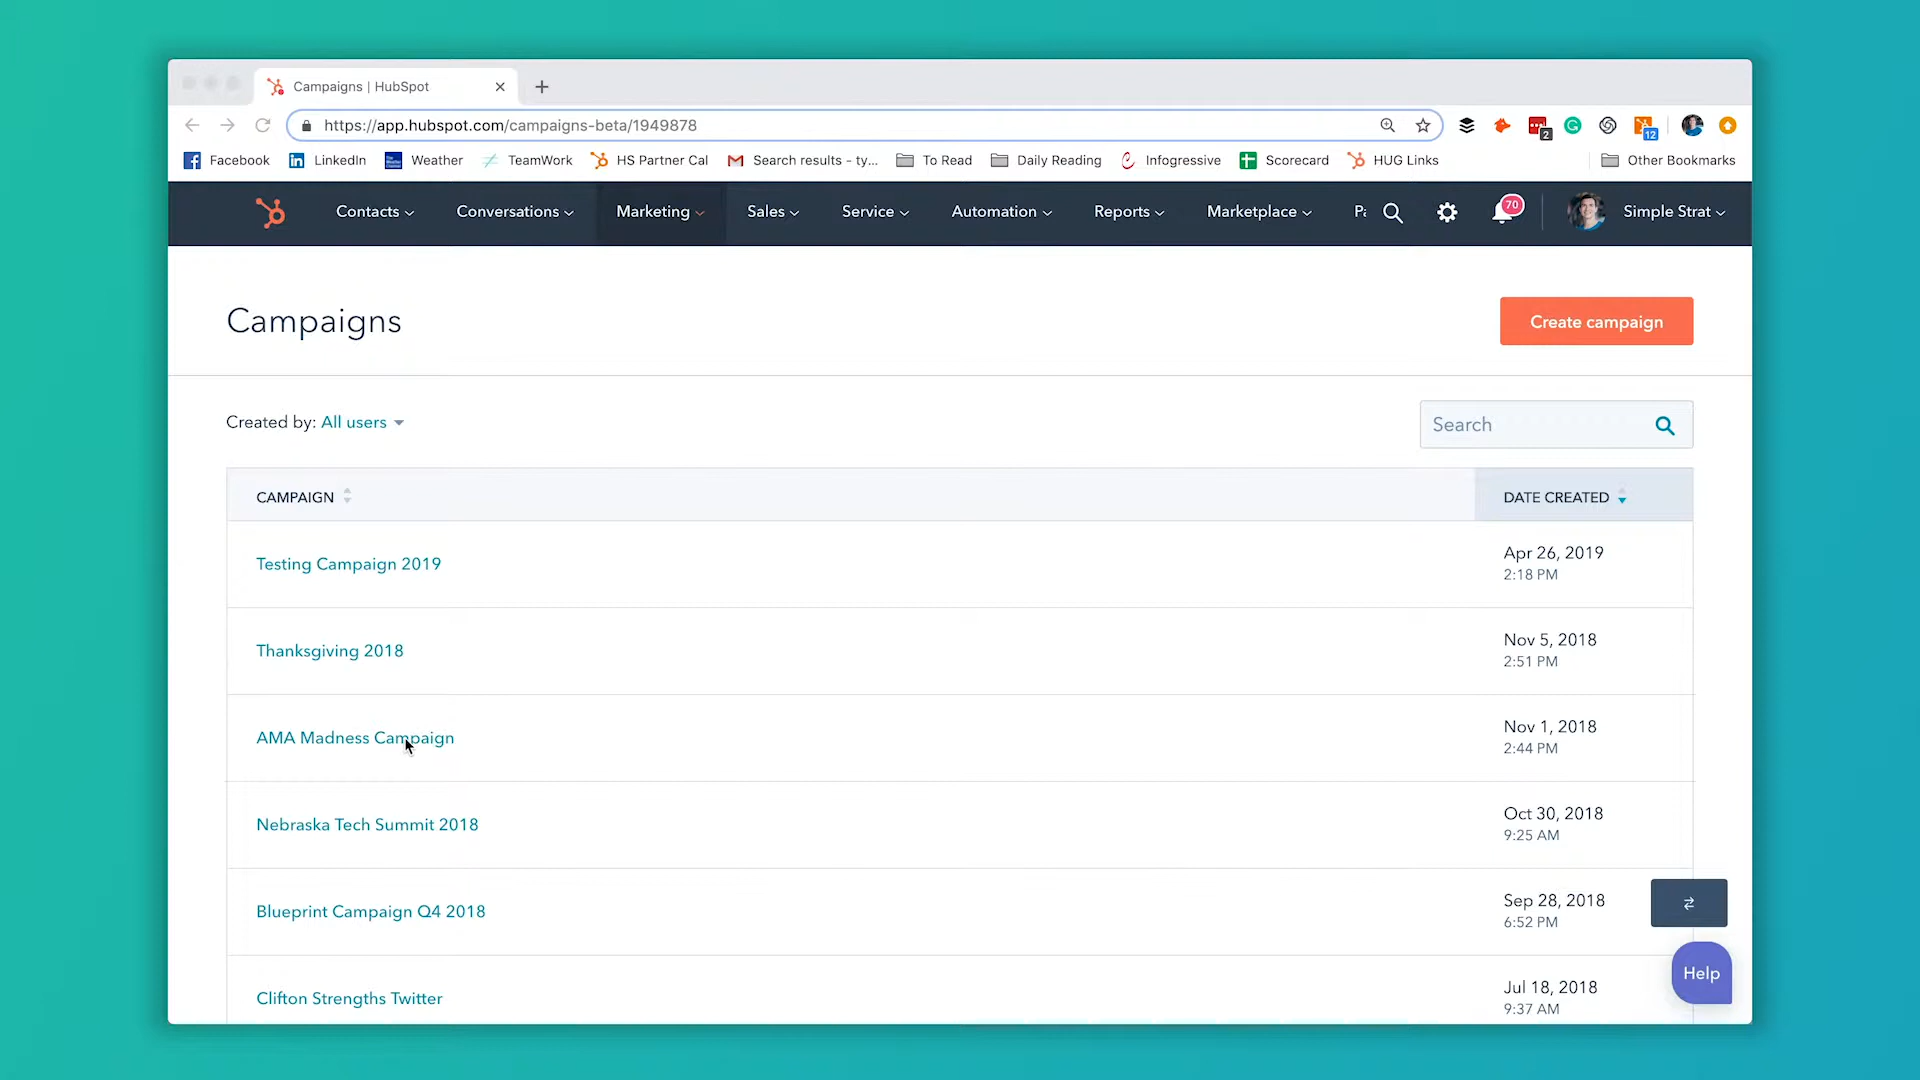 Campaigns | HubSpot
https://app.hubspot.com/campaigns-beta/1949878
2
12
Facebook
LinkedIn
Weather
TeamWork
HS Partner Cal
Search results - ty...
To Read
Daily Reading
Infogressive
Scorecard
HUG Links
Other Bookmarks
Contacts
Conversations
Marketing
Sales
Service
Automation
Reports
Marketplace
70
Simple Strat
Campaigns
Create campaign
Created by: All users
Search
CAMPAIGN
DATE CREATED
Testing Campaign 2019
Apr 26, 2019
2:18 PM
Thanksgiving 2018
Nov 5, 2018
2:51 PM
AMA Madness Campaign
Nov 1, 2018
2:44 PM
Nebraska Tech Summit 2018
Oct 30, 2018
9:25 AM
Blueprint Campaign Q4 2018
Sep 28, 2018
6:52 PM
Clifton Strengths Twitter
Jul 18, 2018
9:37 AM
Help